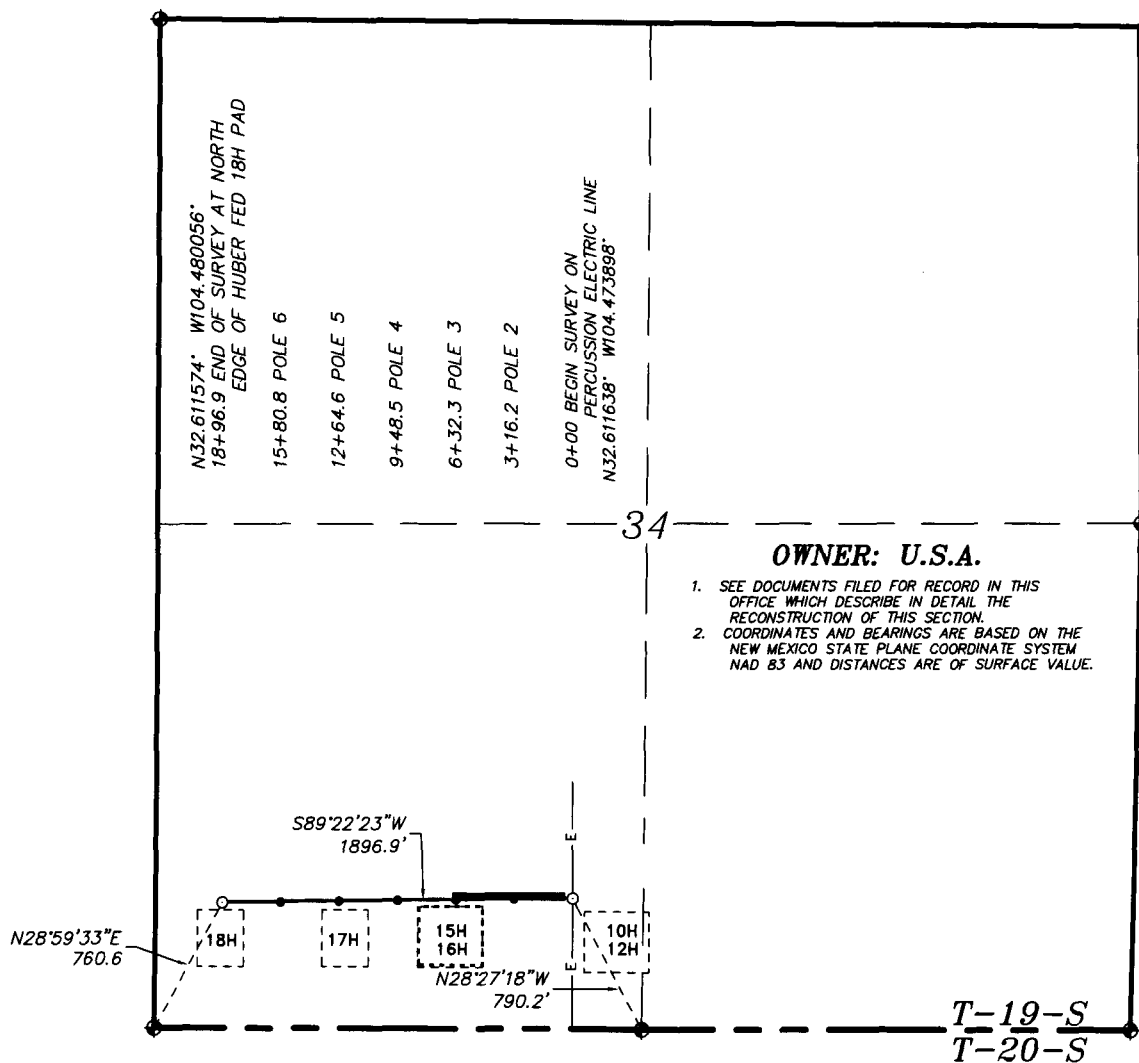 N32.611574° W104.480056°
18+96.9 END OF SURVEY AT NORTH
EDGE OF HUBER FED 18H PAD
15+80.8 POLE 6
12+64.6 POLE 5
9+48.5 POLE 4
6+32.3 POLE 3
3+16.2 POLE 2
0+00 BEGIN SURVEY ON
PERCUSSION ELECTRIC LINE
N32.611638° W104.473898°
34
OWNER: U.S.A.
1. SEE DOCUMENTS FILED FOR RECORD IN THIS
OFFICE WHICH DESCRIBE IN DETAIL THE
RECONSTRUCTION OF THIS SECTION.
2. COORDINATES AND BEARINGS ARE BASED ON THE
NEW MEXICO STATE PLANE COORDINATE SYSTEM
NAD 83 AND DISTANCES ARE OF SURFACE VALUE.
S89°22'23"W
1896.9'
E
N28°59'33"E
760.6
18H
17H
15H
16H
10H
12H
E
N28°27'18"W
790.2'
T-19-S
T-20-S